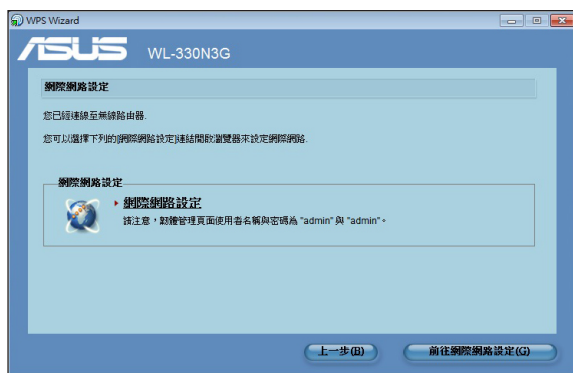 WPS Wizard
ASUS WL-330N3G
網際網路設定
您已經連線至無線路由器.
您可以選擇下列的[網際網路設定]連結開啟瀏覽器來設定網際網路.
網際網路設定
網際網路設定
請注意，韌體管理頁面使用者名稱與密碼為 "admin" 與 "admin"。
上一步(B)
前往網際網路設定(G)